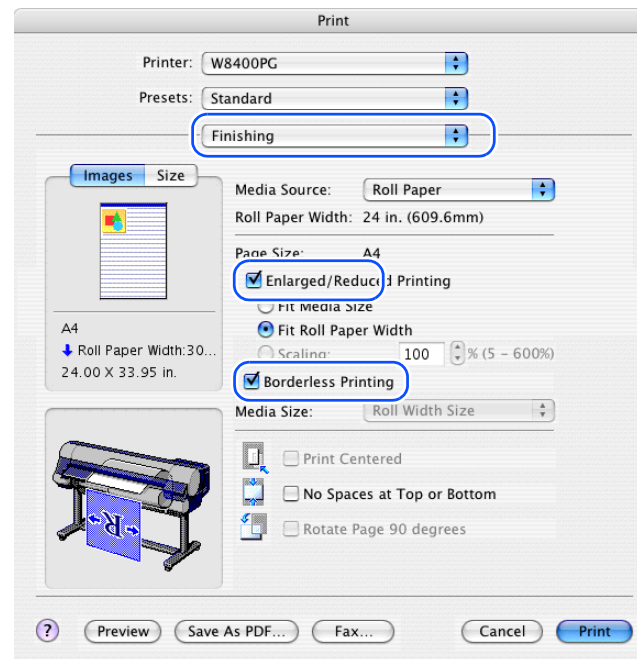 Print
Printer: W8400PG
Presets: Standard
Finishing
Images Size
Media Source: Roll Paper
Roll Paper Width: 24 in. (609.6mm)
Page Size: A4
Enlarged/Reduced Printing
Fit Media Size
Fit Roll Paper Width
Scaling: 100 % (5 - 600%)
Borderless Printing
Media Size: Roll Width Size
A4
Roll Paper Width:30...
24.00 X 33.95 in.
Print Centered
No Spaces at Top or Bottom
Rotate Page 90 degrees
R
? Preview Save As PDF... Fax... Cancel Print